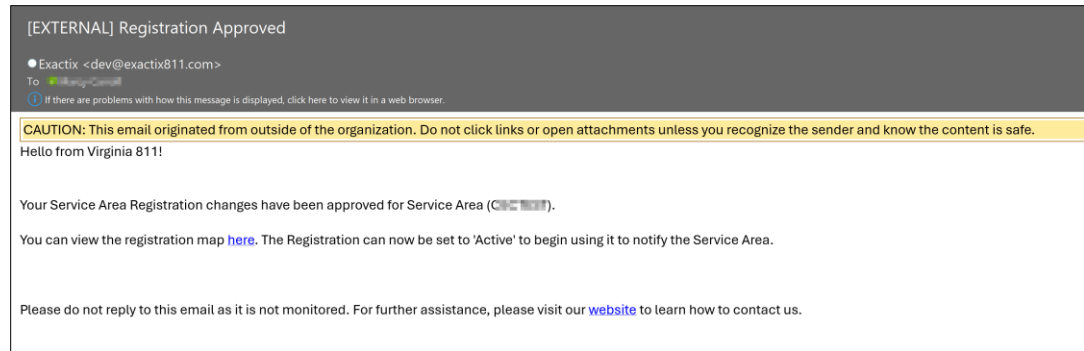 [EXTERNAL] Registration Approved
Exactix <dev@exactix811.com>
To
If there are problems with how this message is displayed, click here to view it in a web browser.
CAUTION: This email originated from outside of the organization. Do not click links or open attachments unless you recognize the sender and know the content is safe.
Hello from Virginia 811!
Your Service Area Registration changes have been approved for Service Area ( ).
You can view the registration map here. The Registration can now be set to 'Active' to begin using it to notify the Service Area.
Please do not reply to this email as it is not monitored. For further assistance, please visit our website to learn how to contact us.